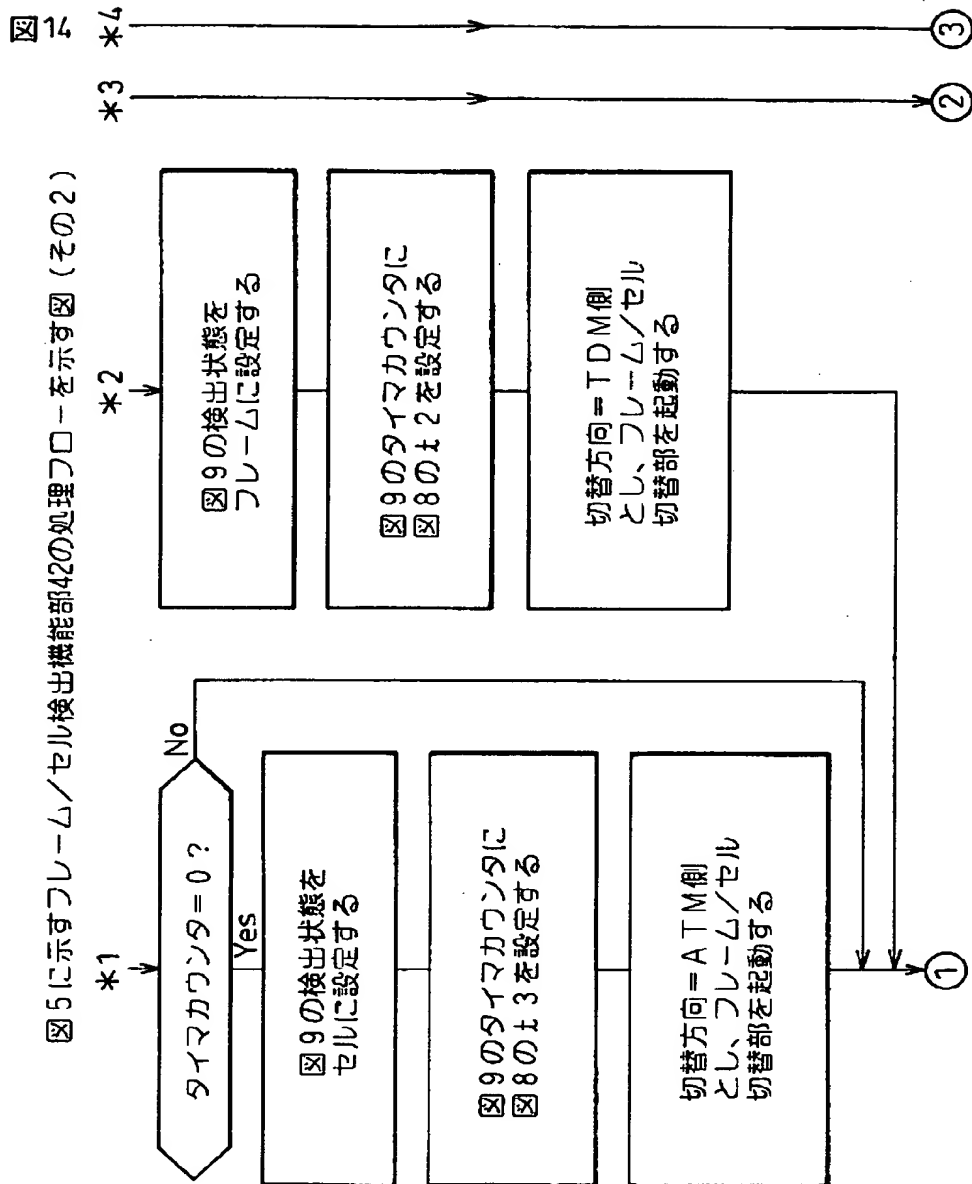 図14
図5に示すフレーム/セル検出機能部42の処理フローを示す図(その2)
*1
タイマカウンタ=0?
No
Yes
図9の検出状態を
セルに設定する
図9のタイマカウンタに
図8のt3を設定する
切替方向=ATM側
とし、フレーム/セル
切替部を起動する
①
*2
図9の検出状態を
フレームに設定する
図9のタイマカウンタに
図8のt2を設定する
切替方向=TDM側
とし、フレーム/セル
切替部を起動する
*3
②
*4
③